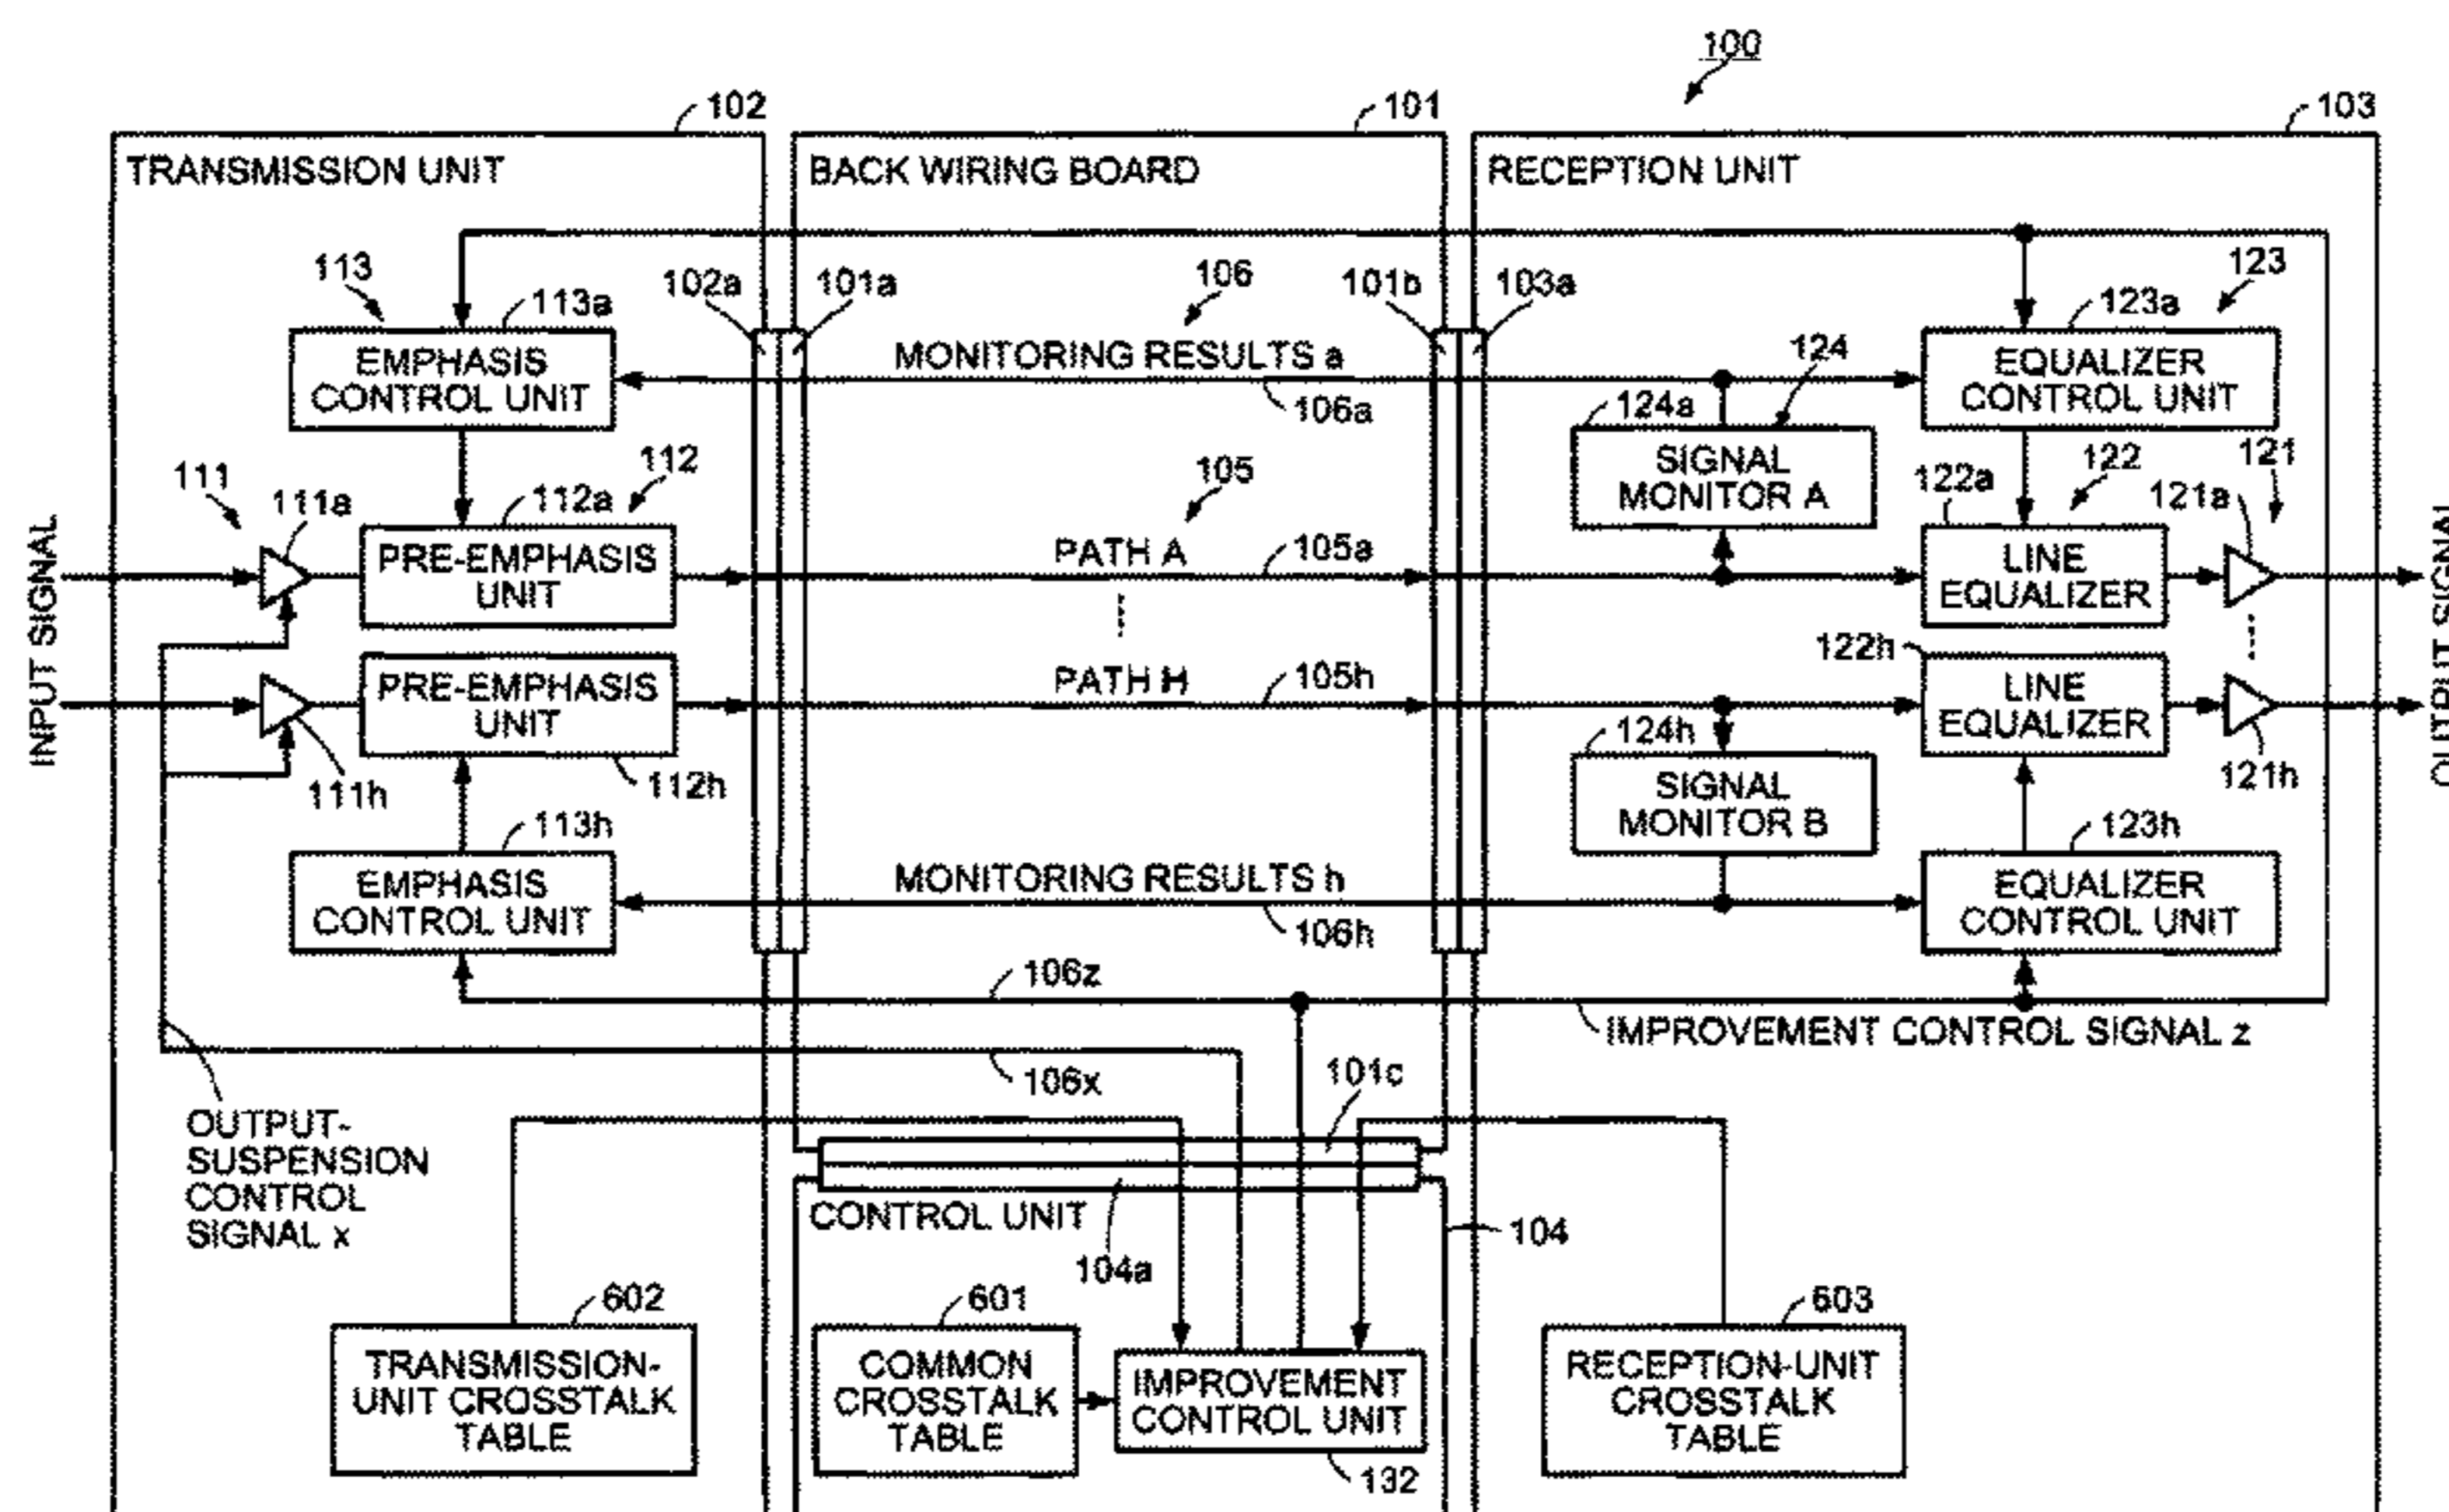 100
102
101
103
TRANSMISSION UNIT
BACK WIRING BOARD
RECEPTION UNIT
113
113a
102a
101a
106
101b
103a
123
123a
EMPHASIS
CONTROL UNIT
MONITORING RESULTS a
106a
124
124a
EQUALIZER
CONTROL UNIT
SIGNAL
MONITOR A
111
111a
112
112a
105
122a
122
121
121a
INPUT SIGNAL
PRE-EMPHASIS
UNIT
PATH A
105a
LINE
EQUALIZER
OUTPUT SIGNAL
PRE-EMPHASIS
UNIT
PATH H
105h
122h
LINE
EQUALIZER
111h
112h
124h
121h
SIGNAL
MONITOR B
113h
123h
EMPHASIS
CONTROL UNIT
MONITORING RESULTS h
106h
EQUALIZER
CONTROL UNIT
106z
IMPROVEMENT CONTROL SIGNAL z
106x
101c
OUTPUT-
SUSPENSION
CONTROL
SIGNAL x
CONTROL UNIT
104a
104
602
601
603
TRANSMISSION-
UNIT CROSSTALK
TABLE
COMMON
CROSSTALK
TABLE
IMPROVEMENT
CONTROL UNIT
132
RECEPTION-UNIT
CROSSTALK
TABLE